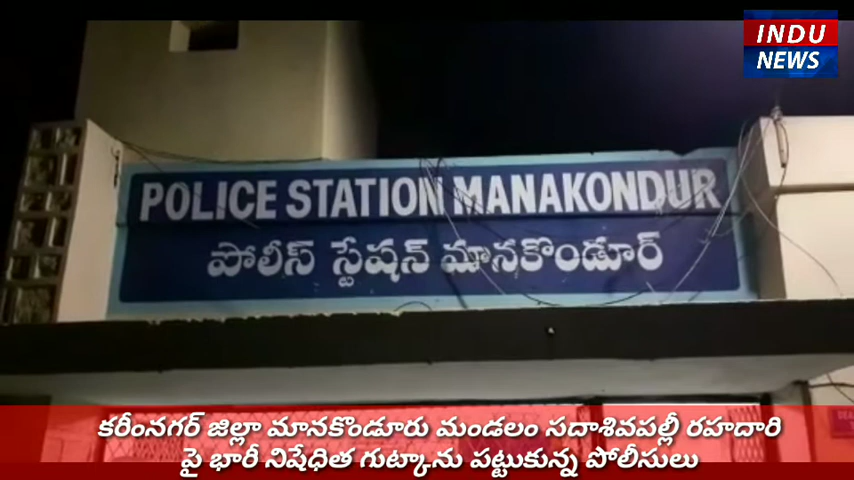 INDU
NEWS
POLICE STATION MANAKONDUR
పోలీస్ స్టేషన్ మానకొండూర్
కరీంనగర్ జిల్లా మానకొండూరు మండలం సదాశివపల్లీ రహదారి
పై భారీ నిషేధిత గుట్కాను పట్టుకున్న పోలీసులు